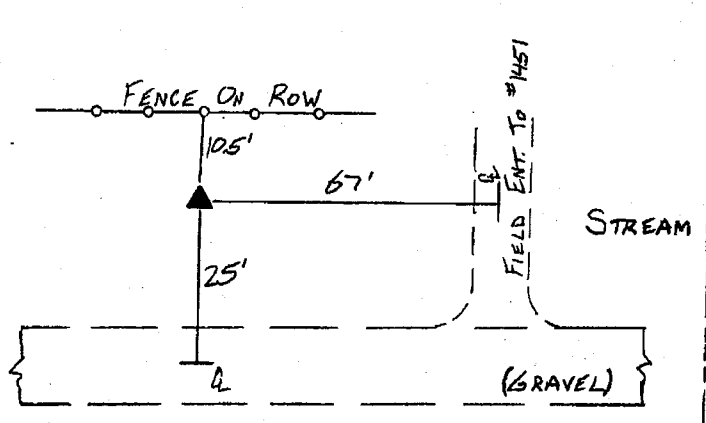 FENCE ON ROW
10.5'
67'
℄
FIELD ENT. TO #1451
STREAM
25'
℄
(GRAVEL)